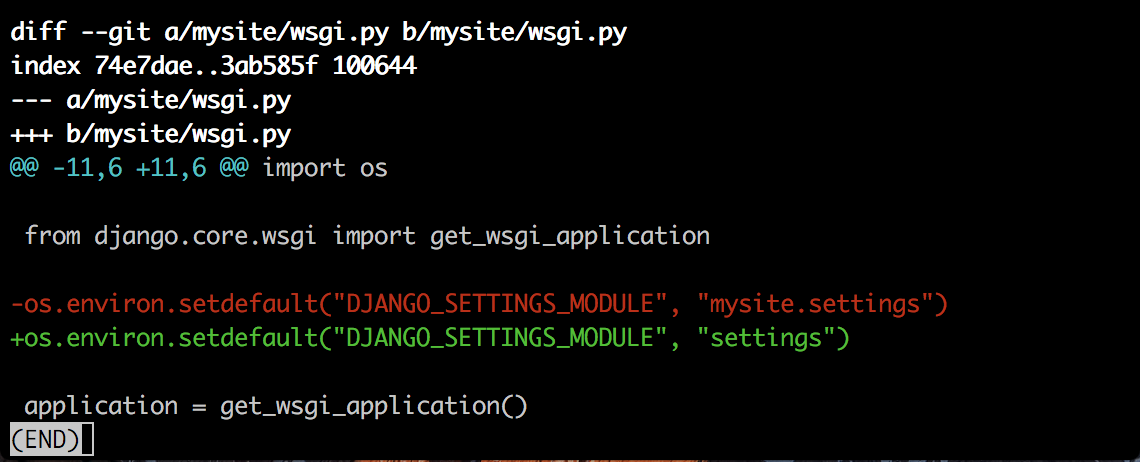 diff --git a/mysite/wsgi.py b/mysite/wsgi.py
index 74e7dae..3ab585f 100644
--- a/mysite/wsgi.py
+++ b/mysite/wsgi.py
@@ -11,6 +11,6 @@ import os
 from django.core.wsgi import get_wsgi_application
-os.environ.setdefault("DJANGO_SETTINGS_MODULE", "mysite.settings")
+os.environ.setdefault("DJANGO_SETTINGS_MODULE", "settings")
 application = get_wsgi_application()
(END)